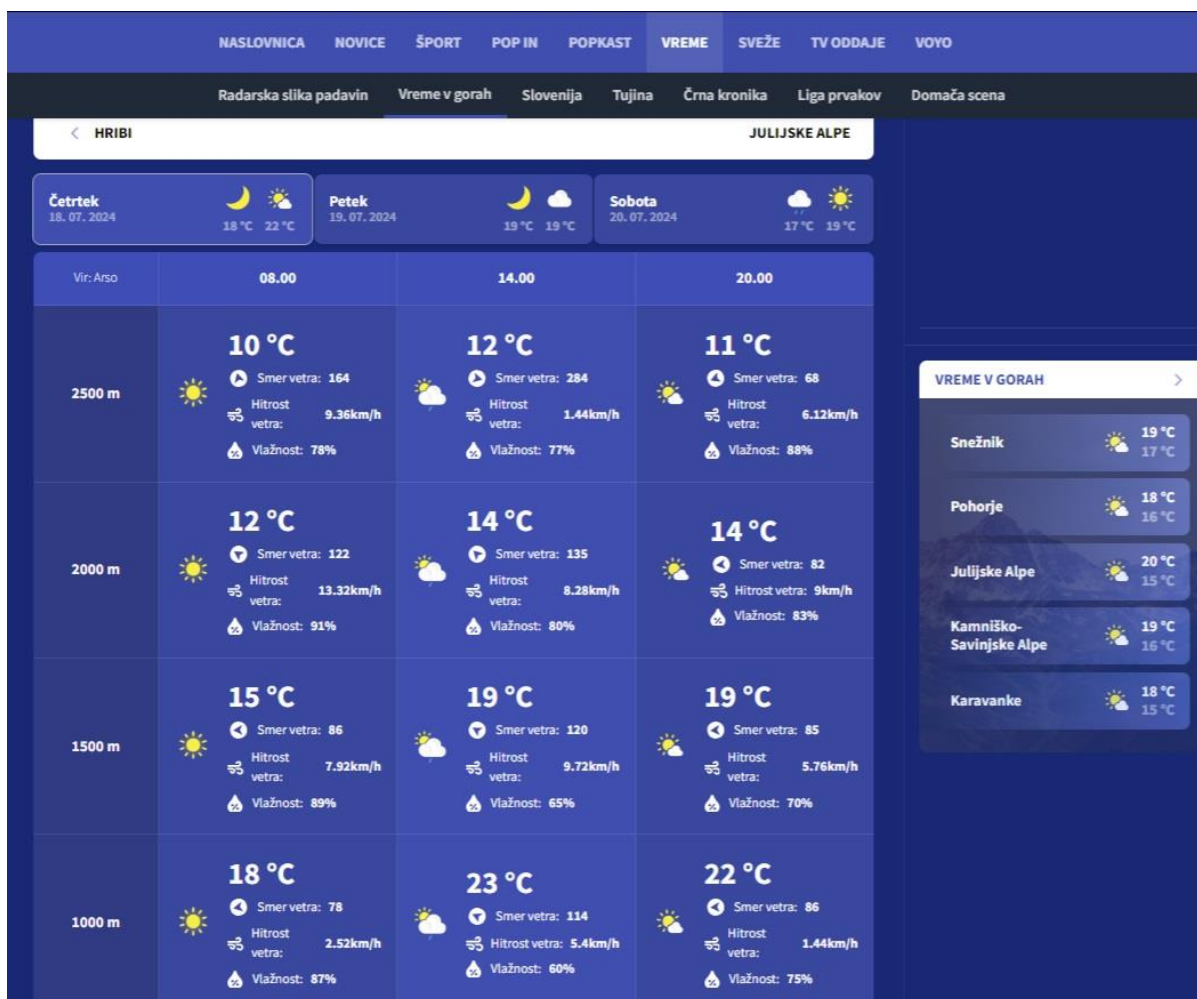 NASLOVNICA NOVICE ŠPORT POP IN POPKAST VREME SVEŽE TV ODDAJE VOYO
Radarska slika padavin Vreme v gorah Slovenija Tujina Črna kronika Liga prvakov Domača scena
< HRIBI JULIJSKE ALPE
Četrtek
18. 07. 2024
18 °C 22 °C
Petek
19. 07. 2024
19 °C 19 °C
Sobota
20. 07. 2024
17 °C 19 °C
Vir: Arso 08.00 14.00 20.00
2500 m
10 °C
Smer vetra: 164
Hitrost
vetra: 9.36km/h
Vlažnost: 78%
12 °C
Smer vetra: 284
Hitrost
vetra: 1.44km/h
Vlažnost: 77%
11 °C
Smer vetra: 68
Hitrost
vetra: 6.12km/h
Vlažnost: 88%
2000 m
12 °C
Smer vetra: 122
Hitrost
vetra: 13.32km/h
Vlažnost: 91%
14 °C
Smer vetra: 135
Hitrost
vetra: 8.28km/h
Vlažnost: 80%
14 °C
Smer vetra: 82
Hitrost vetra: 9km/h
Vlažnost: 83%
1500 m
15 °C
Smer vetra: 86
Hitrost
vetra: 7.92km/h
Vlažnost: 89%
19 °C
Smer vetra: 120
Hitrost
vetra: 9.72km/h
Vlažnost: 65%
19 °C
Smer vetra: 85
Hitrost
vetra: 5.76km/h
Vlažnost: 70%
1000 m
18 °C
Smer vetra: 78
Hitrost
vetra: 2.52km/h
Vlažnost: 87%
23 °C
Smer vetra: 114
Hitrost vetra: 5.4km/h
Vlažnost: 60%
22 °C
Smer vetra: 86
Hitrost
vetra: 1.44km/h
Vlažnost: 75%
VREME V GORAH >
Snežnik 19 °C
17 °C
Pohorje 18 °C
16 °C
Julijske Alpe 20 °C
15 °C
Kamniško-
Savinjske Alpe 19 °C
16 °C
Karavanke 18 °C
15 °C